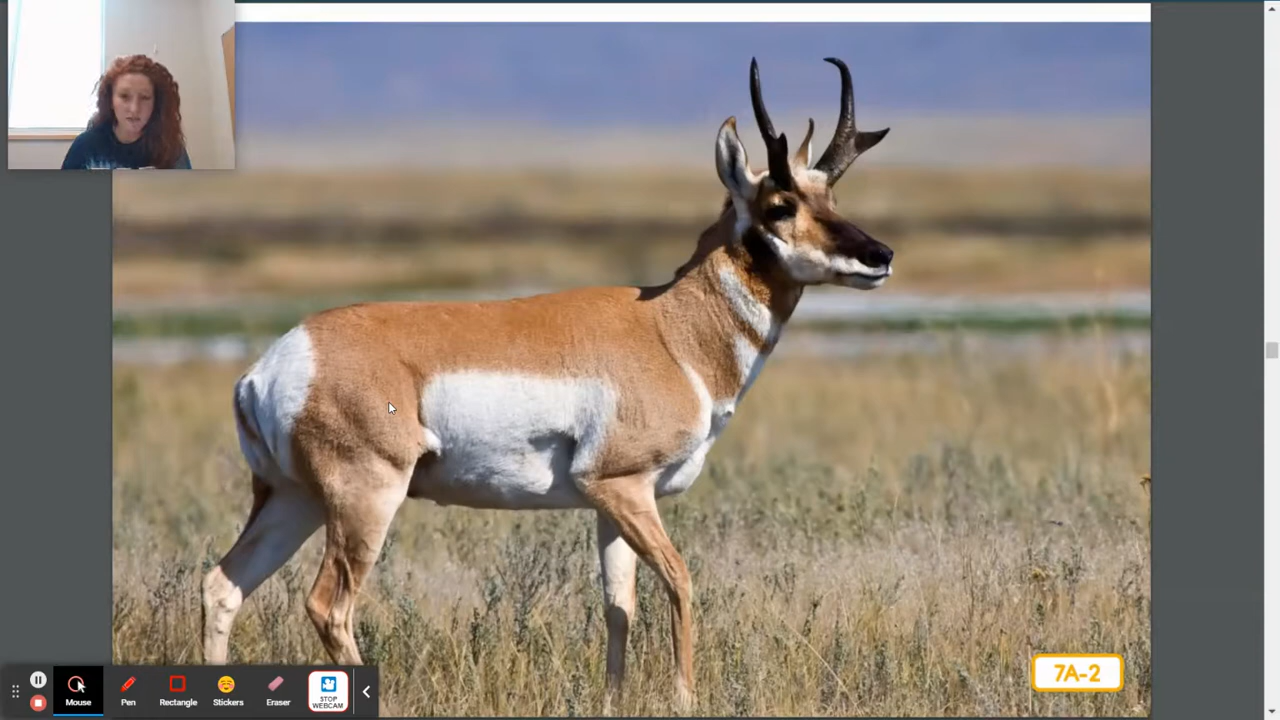 7A-2
Mouse
Pen
Rectangle
Stickers
Eraser
STOP
WEBCAM